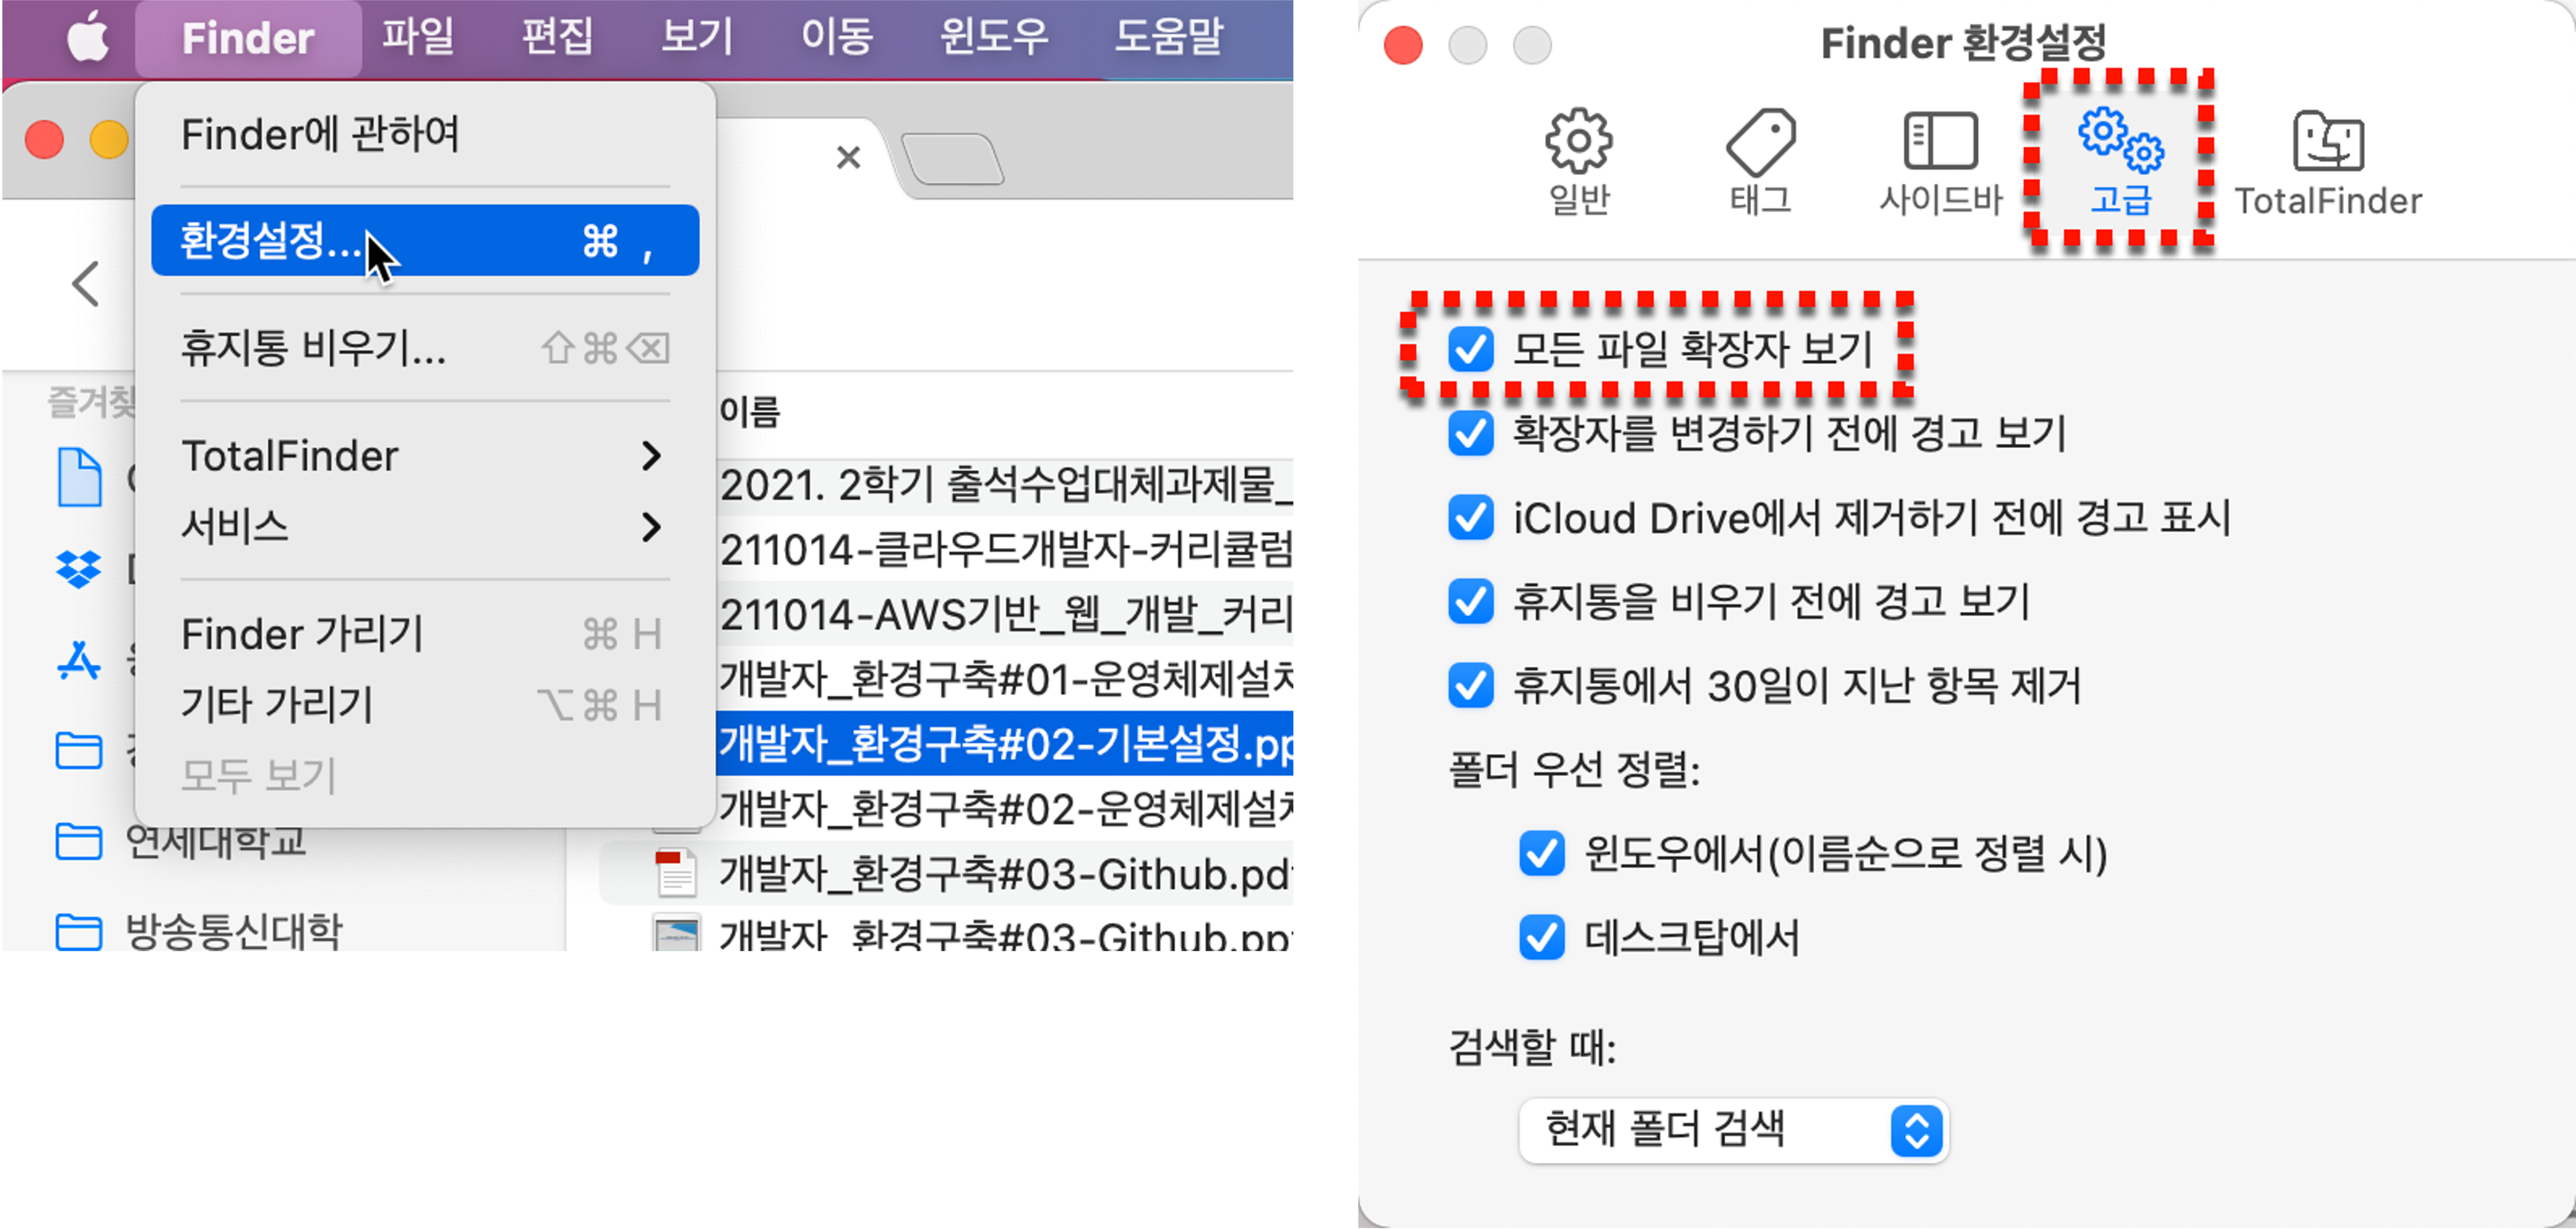 Finder 파일 편집 보기 이동 윈도우 도움말
Finder에 관하여
환경설정... ⌘ ,
휴지통 비우기... ⇧⌘⌫
TotalFinder
서비스
Finder 가리기 ⌘ H
기타 가리기 ⌥⌘ H
모두 보기
연세대학교
방송통신대학
이름
2021. 2학기 출석수업대체과제물_
211014-클라우드개발자-커리큘럼
211014-AWS기반_웹_개발_커리
개발자_환경구축#01-운영체제설치
개발자_환경구축#02-기본설정.pp
개발자_환경구축#02-운영체제설치
개발자_환경구축#03-Github.pdf
개발자_환경구축#03-Github.ppt
Finder 환경설정
일반 태그 사이드바 고급 TotalFinder
모든 파일 확장자 보기
확장자를 변경하기 전에 경고 보기
iCloud Drive에서 제거하기 전에 경고 표시
휴지통을 비우기 전에 경고 보기
휴지통에서 30일이 지난 항목 제거
폴더 우선 정렬:
윈도우에서(이름순으로 정렬 시)
데스크탑에서
검색할 때:
현재 폴더 검색